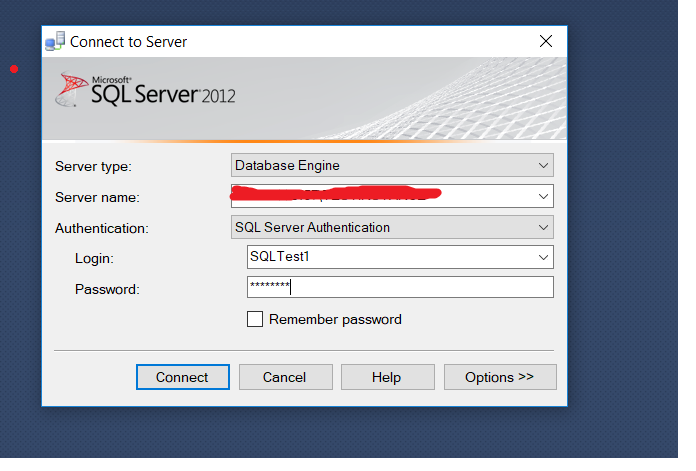 Connect to Server
Microsoft®
SQL Server® 2012
Server type: Database Engine
Server name:
Authentication: SQL Server Authentication
Login: SQLTest1
Password: ********
Remember password
Connect Cancel Help Options >>